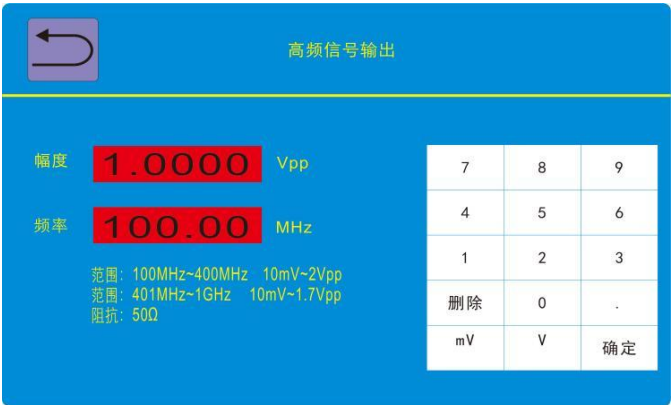 高频信号输出
幅度 1.0000 Vpp
频率 100.00 MHz
范围：100MHz~400MHz 10mV~2Vpp
范围：401MHz~1GHz 10mV~1.7Vpp
阻抗：50Ω
7 8 9
4 5 6
1 2 3
删除 0 .
mV V 确定